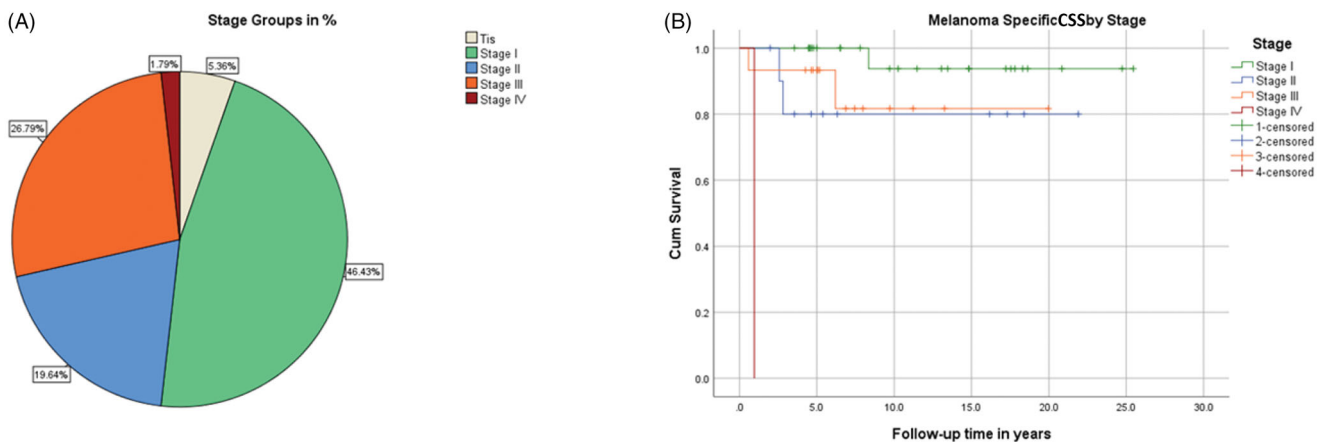 (A)
Stage Groups in %
Tis
Stage I
Stage II
Stage III
Stage IV
1.79%
5.36%
26.79%
46.43%
19.64%
(B)
Melanoma SpecificCSSby Stage
Cum Survival
1.0
0.8
0.6
0.4
0.2
0.0
.0 5.0 10.0 15.0 20.0 25.0 30.0
Follow-up time in years
Stage
Stage I
Stage II
Stage III
Stage IV
1-censored
2-censored
3-censored
4-censored